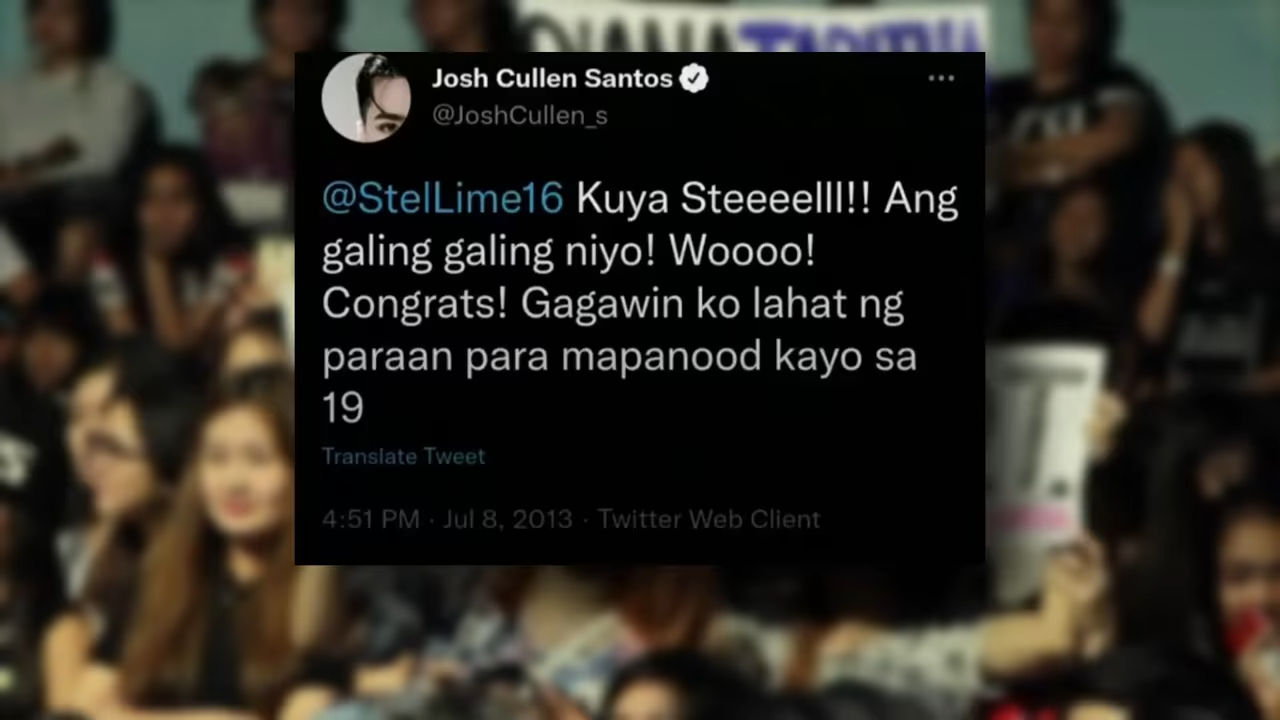 Josh Cullen Santos
@JoshCullen_s
@StelLime16 Kuya Steeeelll!! Ang
galing galing niyo! Woooo!
Congrats! Gagawin ko lahat ng
paraan para mapanood kayo sa
19
Translate Tweet
4:51 PM · Jul 8, 2013 · Twitter Web Client